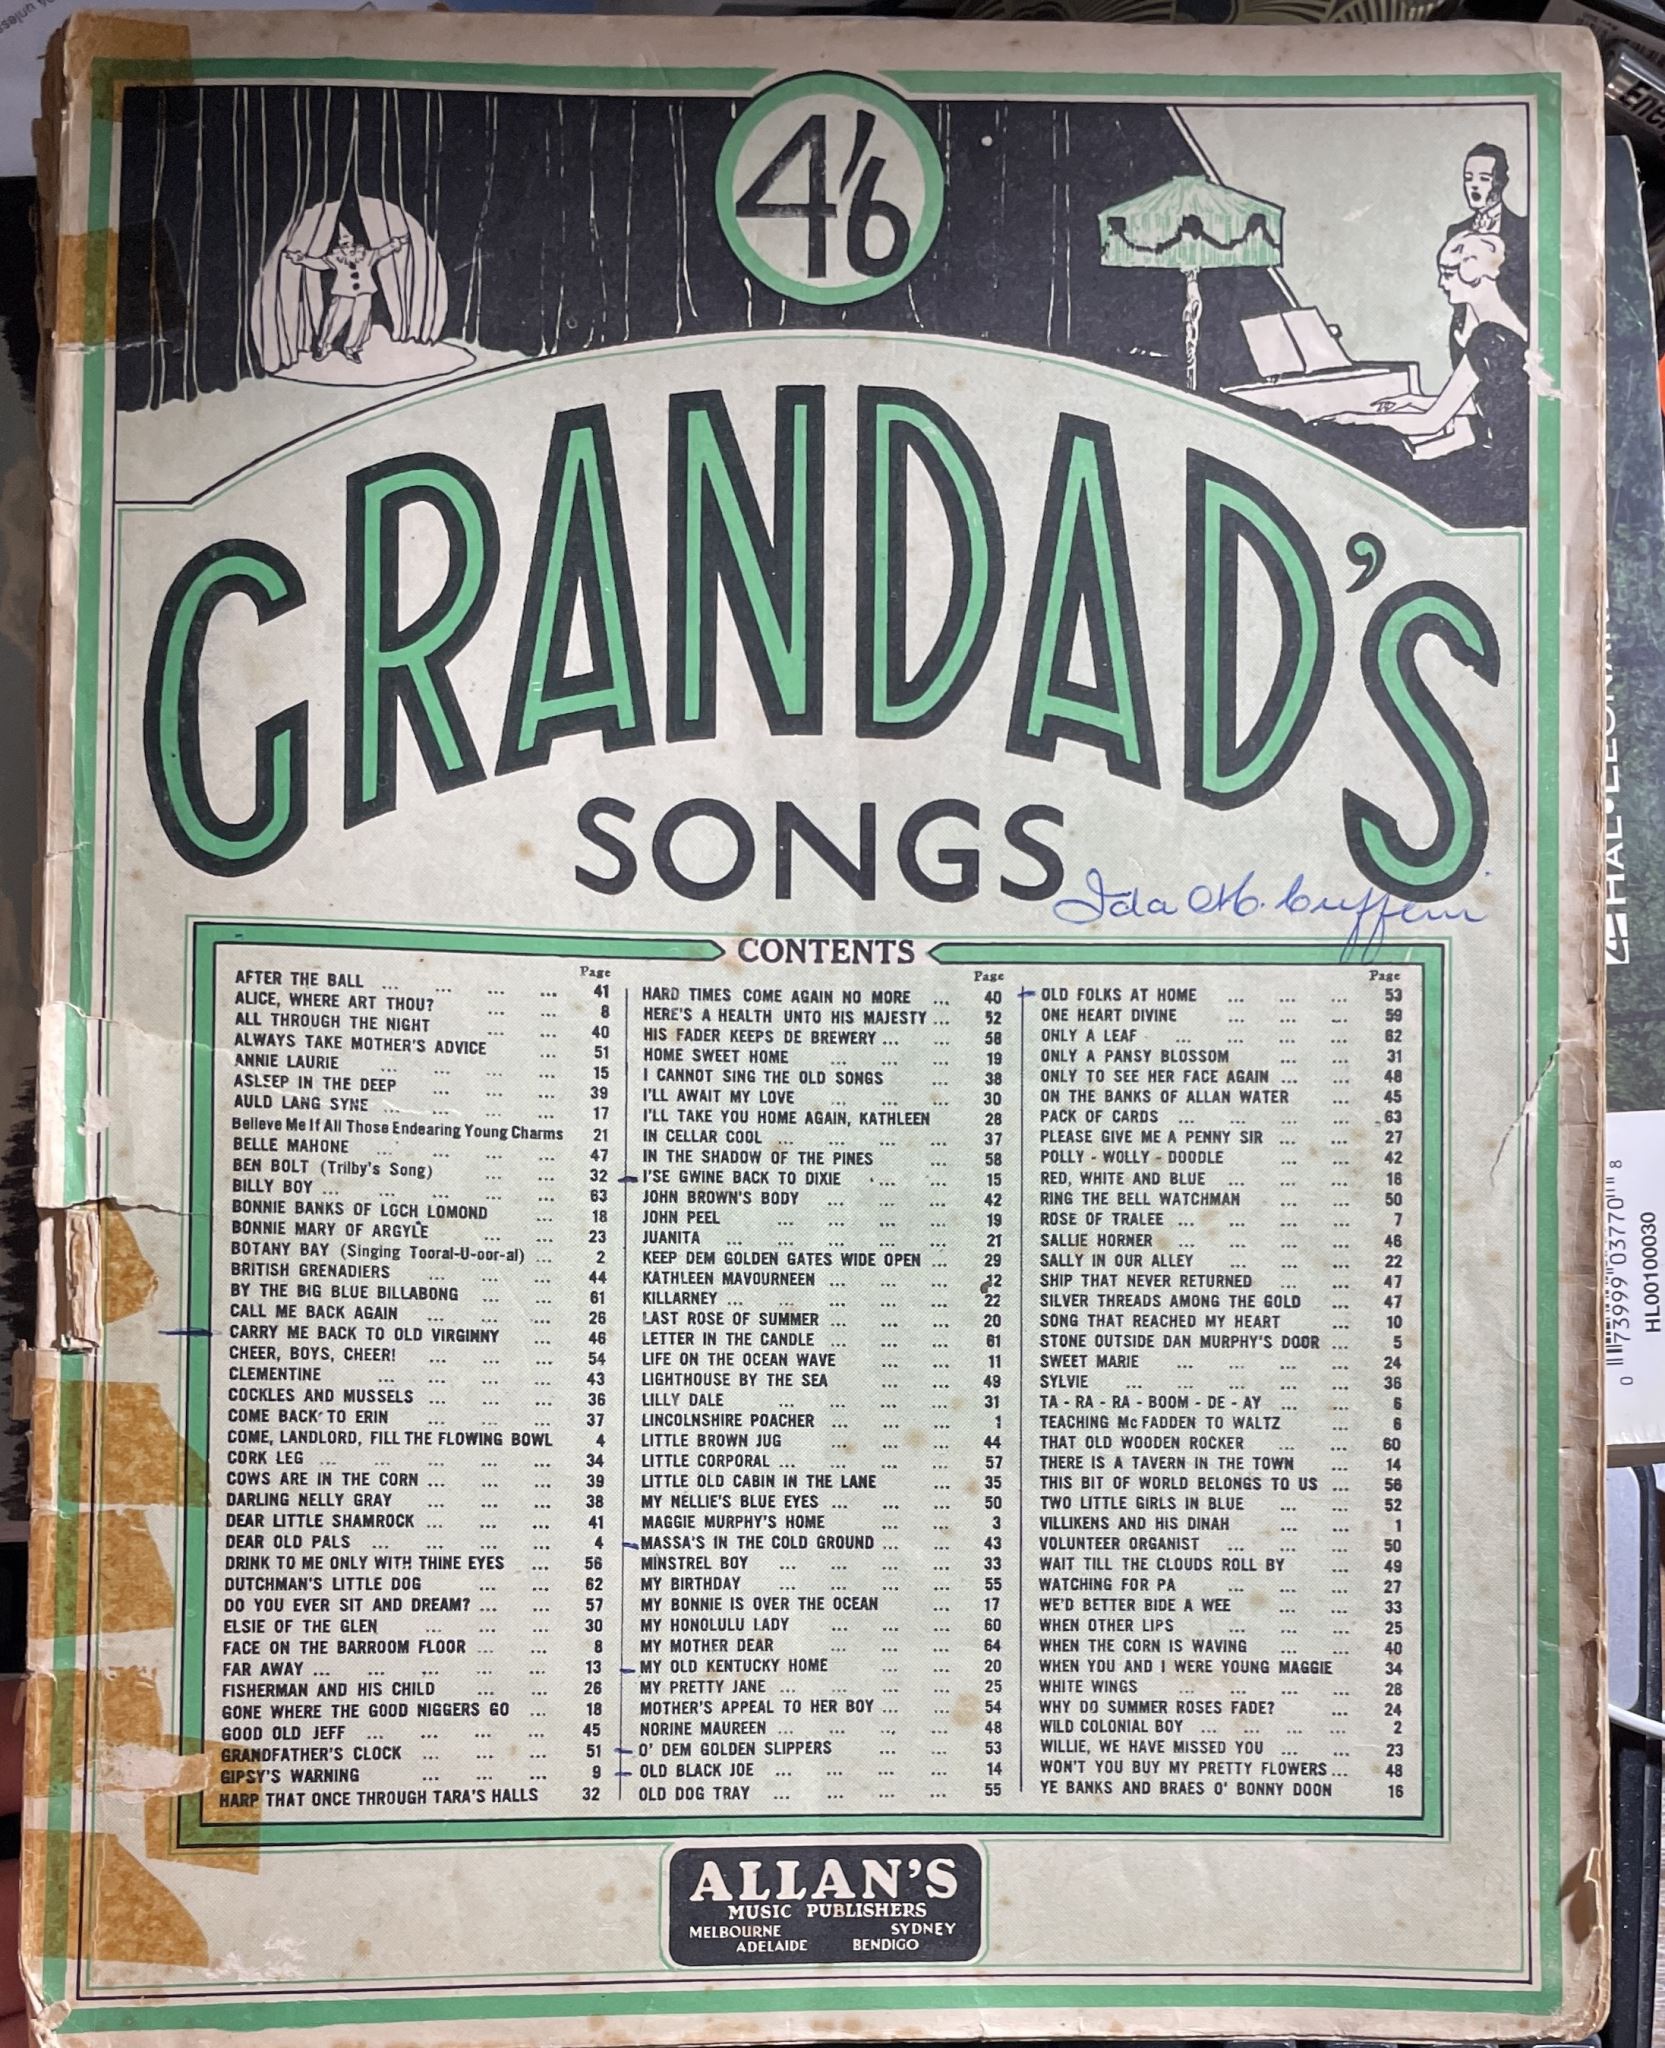 4'6
GRANDAD'S
SONGS
Ida M.
CONTENTS
Page
AFTER THE BALL ... ... ... ... 41
ALICE, WHERE ART THOU? ... ... 8
ALL THROUGH THE NIGHT ... ... 40
ALWAYS TAKE MOTHER'S ADVICE ... 51
ANNIE LAURIE ... ... ... ... 15
ASLEEP IN THE DEEP ... ... ... 39
AULD LANG SYNE ... ... ... ... 17
Believe Me If All Those Endearing Young Charms 21
BELLE MAHONE ... ... ... ... 47
BEN BOLT (Trilby's Song) ... ... 32
BILLY BOY ... ... ... ... ... 63
BONNIE BANKS OF LOCH LOMOND ... 18
BONNIE MARY OF ARGYLE ... ... 23
BOTANY BAY (Singing Tooral-U-oor-al) ... 2
BRITISH GRENADIERS ... ... ... 44
BY THE BIG BLUE BILLABONG ... ... 61
CALL ME BACK AGAIN ... ... ... 26
CARRY ME BACK TO OLD VIRGINNY ... 46
CHEER, BOYS, CHEER! ... ... ... 54
CLEMENTINE ... ... ... ... 43
COCKLES AND MUSSELS ... ... ... 36
COME BACK TO ERIN ... ... ... 37
COME, LANDLORD, FILL THE FLOWING BOWL 4
CORK LEG ... ... ... ... ... 34
COWS ARE IN THE CORN ... ... ... 39
DARLING NELLY GRAY ... ... ... 38
DEAR LITTLE SHAMROCK ... ... ... 41
DEAR OLD PALS ... ... ... ... 4
DRINK TO ME ONLY WITH THINE EYES ... 56
DUTCHMAN'S LITTLE DOG ... ... 62
DO YOU EVER SIT AND DREAM? ... ... 57
ELSIE OF THE GLEN ... ... ... 30
FACE ON THE BARROOM FLOOR ... ... 8
FAR AWAY ... ... ... ... ... 13
FISHERMAN AND HIS CHILD ... ... 26
GONE WHERE THE GOOD NIGGERS GO ... 18
GOOD OLD JEFF ... ... ... ... 45
GRANDFATHER'S CLOCK ... ... ... 51
GIPSY'S WARNING ... ... ... 9
HARP THAT ONCE THROUGH TARA'S HALLS 32
Page
HARD TIMES COME AGAIN NO MORE ... 40
HERE'S A HEALTH UNTO HIS MAJESTY ... 52
HIS FADER KEEPS DE BREWERY ... ... 58
HOME SWEET HOME ... ... ... 19
I CANNOT SING THE OLD SONGS ... 38
I'LL AWAIT MY LOVE ... ... ... 30
I'LL TAKE YOU HOME AGAIN, KATHLEEN 28
IN CELLAR COOL ... ... ... ... 37
IN THE SHADOW OF THE PINES ... 58
I'SE GWINE BACK TO DIXIE ... ... 15
JOHN BROWN'S BODY ... ... ... 42
JOHN PEEL ... ... ... ... 19
JUANITA ... ... ... ... ... 21
KEEP DEM GOLDEN GATES WIDE OPEN ... 29
KATHLEEN MAVOURNEEN ... ... ... 12
KILLARNEY ... ... ... ... ... 22
LAST ROSE OF SUMMER ... ... ... 20
LETTER IN THE CANDLE ... ... ... 61
LIFE ON THE OCEAN WAVE ... ... 11
LIGHTHOUSE BY THE SEA ... ... 49
LILLY DALE ... ... ... ... 31
LINCOLNSHIRE POACHER ... ... ... 1
LITTLE BROWN JUG ... ... ... 44
LITTLE CORPORAL ... ... ... ... 57
LITTLE OLD CABIN IN THE LANE ... 35
MY NELLIE'S BLUE EYES ... ... ... 50
MAGGIE MURPHY'S HOME ... ... 3
MASSA'S IN THE COLD GROUND ... ... 43
MINSTREL BOY ... ... ... ... 33
MY BIRTHDAY ... ... ... ... 55
MY BONNIE IS OVER THE OCEAN ... 17
MY HONOLULU LADY ... ... ... 60
MY MOTHER DEAR ... ... ... 64
MY OLD KENTUCKY HOME ... ... 20
MY PRETTY JANE ... ... ... ... 25
MOTHER'S APPEAL TO HER BOY ... ... 54
NORINE MAUREEN ... ... ... ... 48
O' DEM GOLDEN SLIPPERS ... ... 53
OLD BLACK JOE ... ... ... ... 14
OLD DOG TRAY ... ... ... ... 55
Page
OLD FOLKS AT HOME ... ... ... 53
ONE HEART DIVINE ... ... ... 59
ONLY A LEAF ... ... ... ... 62
ONLY A PANSY BLOSSOM ... ... 31
ONLY TO SEE HER FACE AGAIN ... ... 48
ON THE BANKS OF ALLAN WATER ... 45
PACK OF CARDS ... ... ... ... 63
PLEASE GIVE ME A PENNY SIR ... ... 27
POLLY - WOLLY - DOODLE ... ... 42
RED, WHITE AND BLUE ... ... ... 16
RING THE BELL WATCHMAN ... ... 50
ROSE OF TRALEE ... ... ... ... 7
SALLIE HORNER ... ... ... ... 46
SALLY IN OUR ALLEY ... ... ... 22
SHIP THAT NEVER RETURNED ... ... 47
SILVER THREADS AMONG THE GOLD ... 47
SONG THAT REACHED MY HEART ... 10
STONE OUTSIDE DAN MURPHY'S DOOR ... 5
SWEET MARIE ... ... ... ... 24
SYLVIE ... ... ... ... ... 36
TA - RA - RA - BOOM - DE - AY ... ... 6
TEACHING McFADDEN TO WALTZ ... 6
THAT OLD WOODEN ROCKER ... ... 60
THERE IS A TAVERN IN THE TOWN ... 14
THIS BIT OF WORLD BELONGS TO US ... 56
TWO LITTLE GIRLS IN BLUE ... ... 52
VILLIKENS AND HIS DINAH ... ... 1
VOLUNTEER ORGANIST ... ... ... 50
WAIT TILL THE CLOUDS ROLL BY ... 49
WATCHING FOR PA ... ... ... 27
WE'D BETTER BIDE A WEE ... ... 33
WHEN OTHER LIPS ... ... ... 25
WHEN THE CORN IS WAVING ... ... 40
WHEN YOU AND I WERE YOUNG MAGGIE 34
WHITE WINGS ... ... ... ... 28
WHY DO SUMMER ROSES FADE? ... 24
WILD COLONIAL BOY ... ... ... ... 2
WILLIE, WE HAVE MISSED YOU ... ... 23
WON'T YOU BUY MY PRETTY FLOWERS ... 48
YE BANKS AND BRAES O' BONNY DOON 16
ALLAN'S
MUSIC PUBLISHERS
MELBOURNE SYDNEY
ADELAIDE BENDIGO
0 73999 03770 8
HL00100030